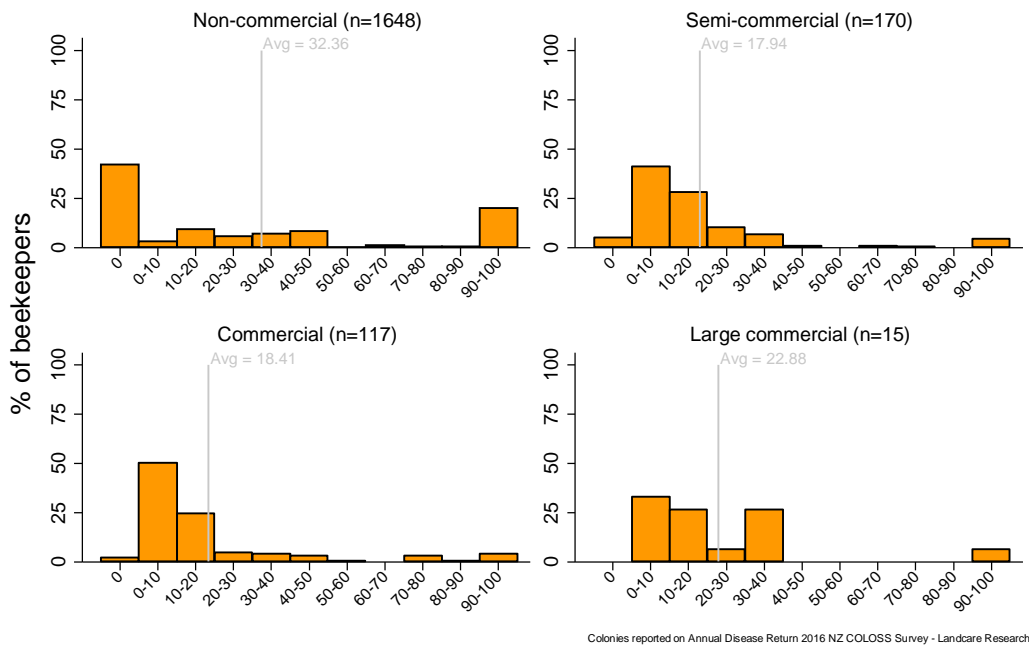 % of beekeepers
Non-commercial (n=1648)
Avg = 32.36
100
75
50
25
0
0 0-10 10-20 20-30 30-40 40-50 50-60 60-70 70-80 80-90 90-100
Semi-commercial (n=170)
Avg = 17.94
100
75
50
25
0
0 0-10 10-20 20-30 30-40 40-50 50-60 60-70 70-80 80-90 90-100
Commercial (n=117)
Avg = 18.41
100
75
50
25
0
0 0-10 10-20 20-30 30-40 40-50 50-60 60-70 70-80 80-90 90-100
Large commercial (n=15)
Avg = 22.88
100
75
50
25
0
0 0-10 10-20 20-30 30-40 40-50 50-60 60-70 70-80 80-90 90-100
Colonies reported on Annual Disease Return 2016 NZ COLOSS Survey - Landcare Research